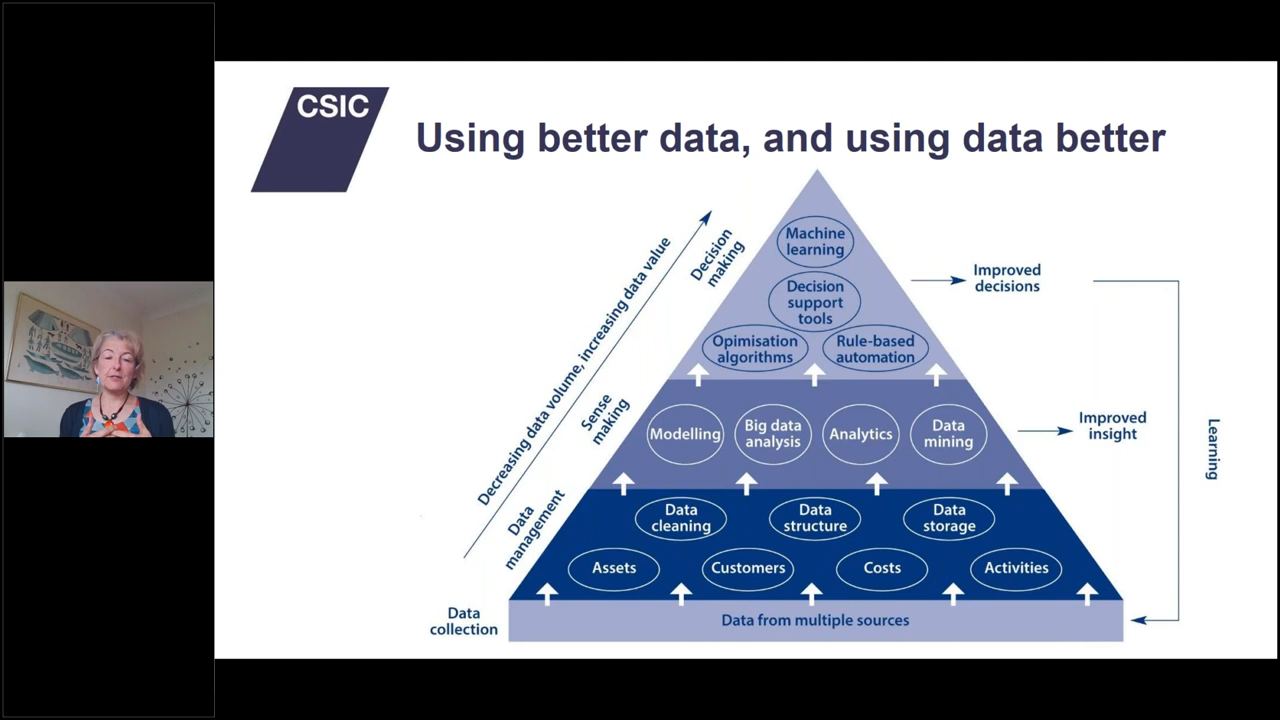 CSIC
Using better data, and using data better
Decreasing data volume, increasing data value
Decision
making
Machine
learning
Decision
support
tools
Opimisation
algorithms
Rule-based
automation
Improved
decisions
Sense
making
Modelling
Big data
analysis
Analytics
Data
mining
Improved
insight
Learning
Data
management
Data
cleaning
Data
structure
Data
storage
Assets
Customers
Costs
Activities
Data
collection
Data from multiple sources